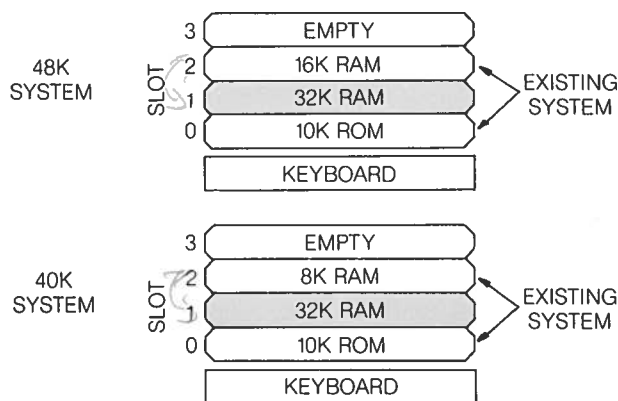 48K
SYSTEM
SLOT
3 EMPTY
2 16K RAM
1 32K RAM
0 10K ROM
KEYBOARD
EXISTING
SYSTEM
40K
SYSTEM
SLOT
3 EMPTY
2 8K RAM
1 32K RAM
0 10K ROM
KEYBOARD
EXISTING
SYSTEM